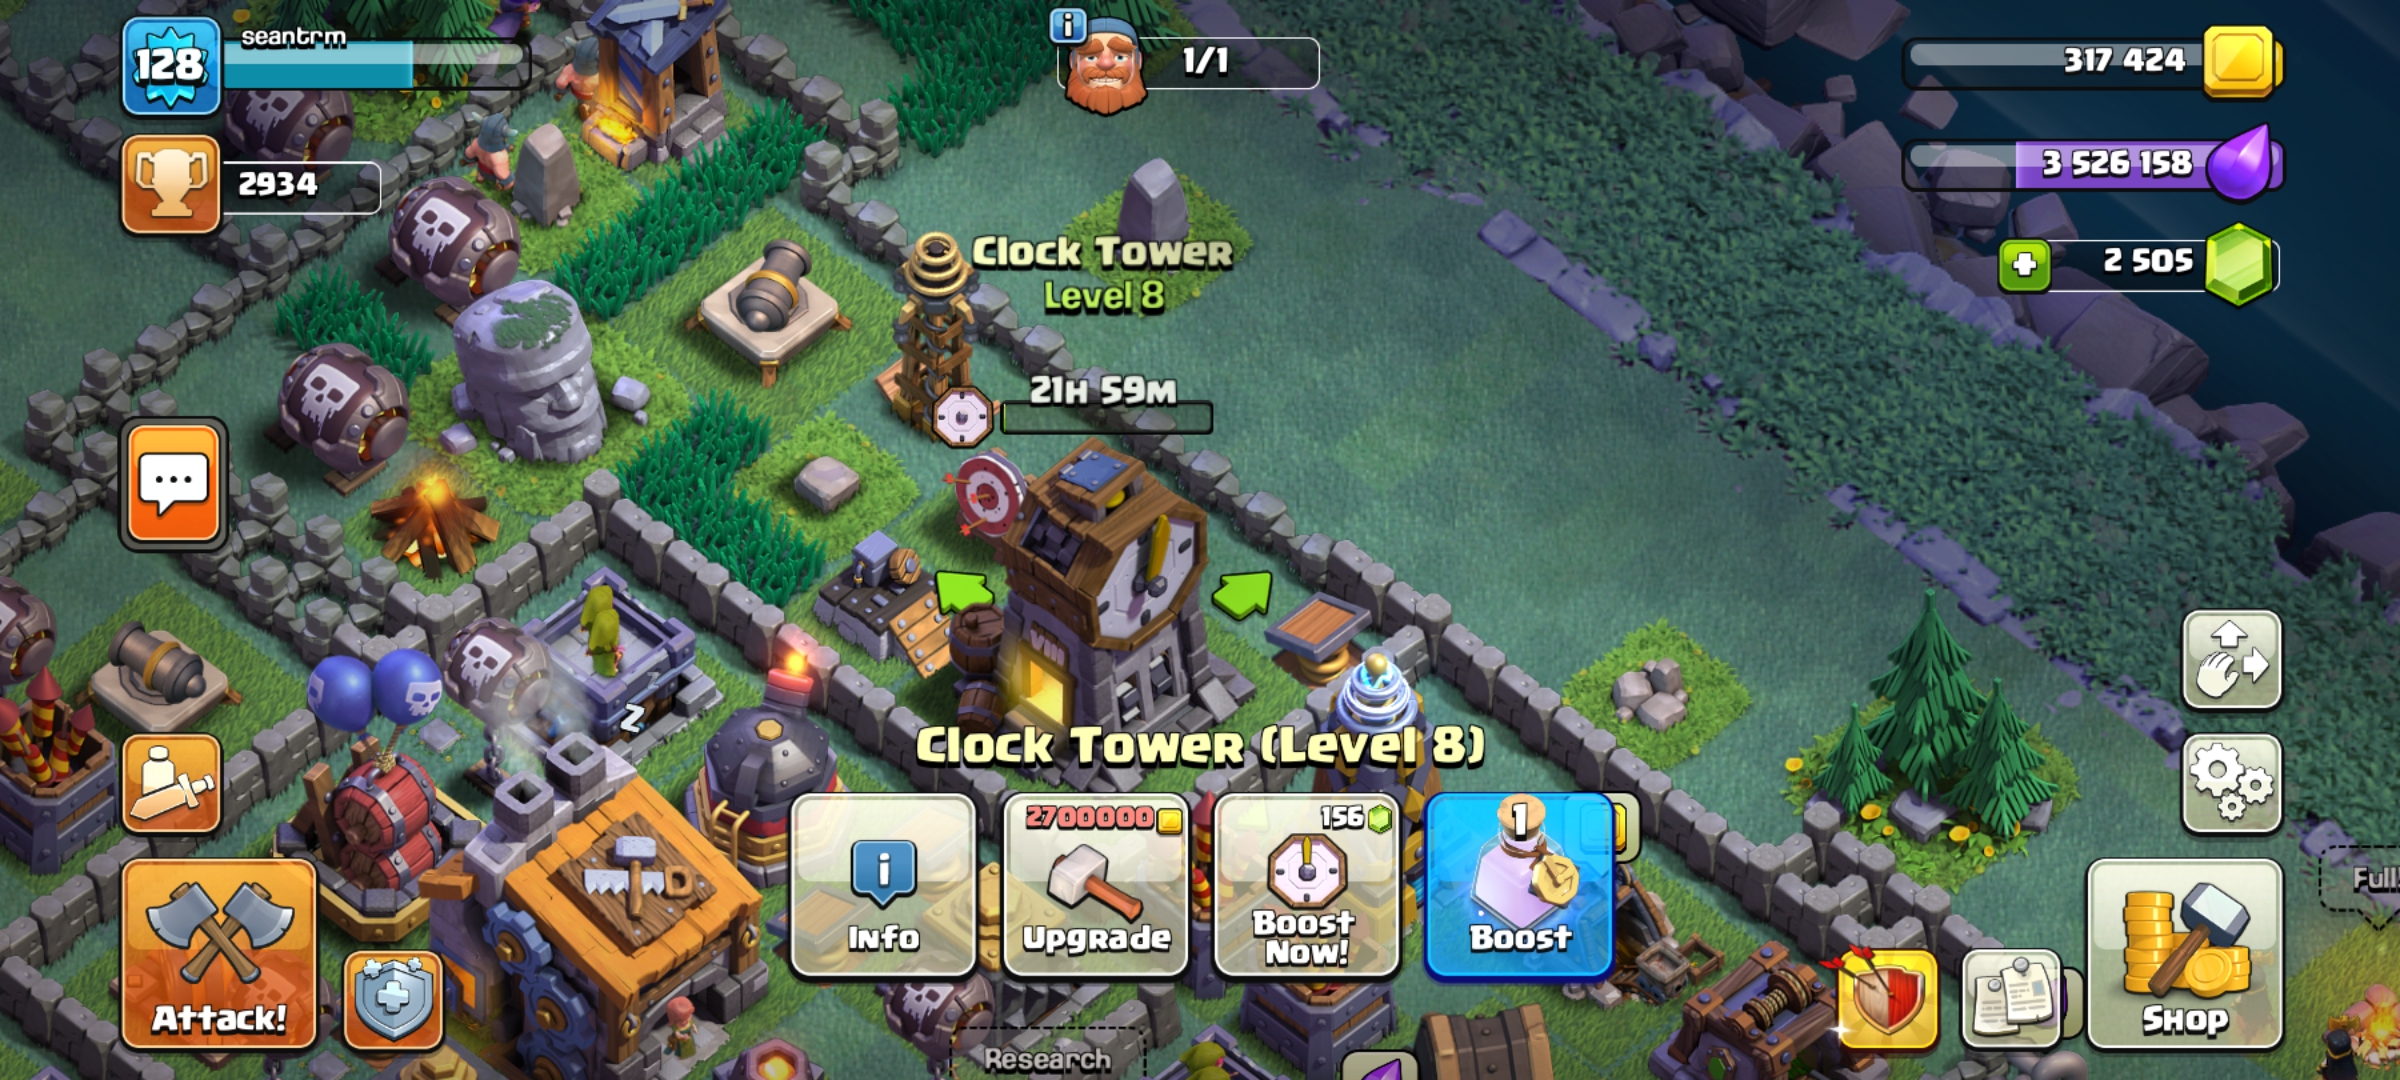 128
seantrm
2934
1/1
317 424
3 526 158
2 505
Clock Tower
Level 8
21H 59M
VIII
Z
Z
Clock Tower (Level 8)
Info
2700000
Upgrade
156
Boost
Now!
1
Boost
Attack!
Shop
Research